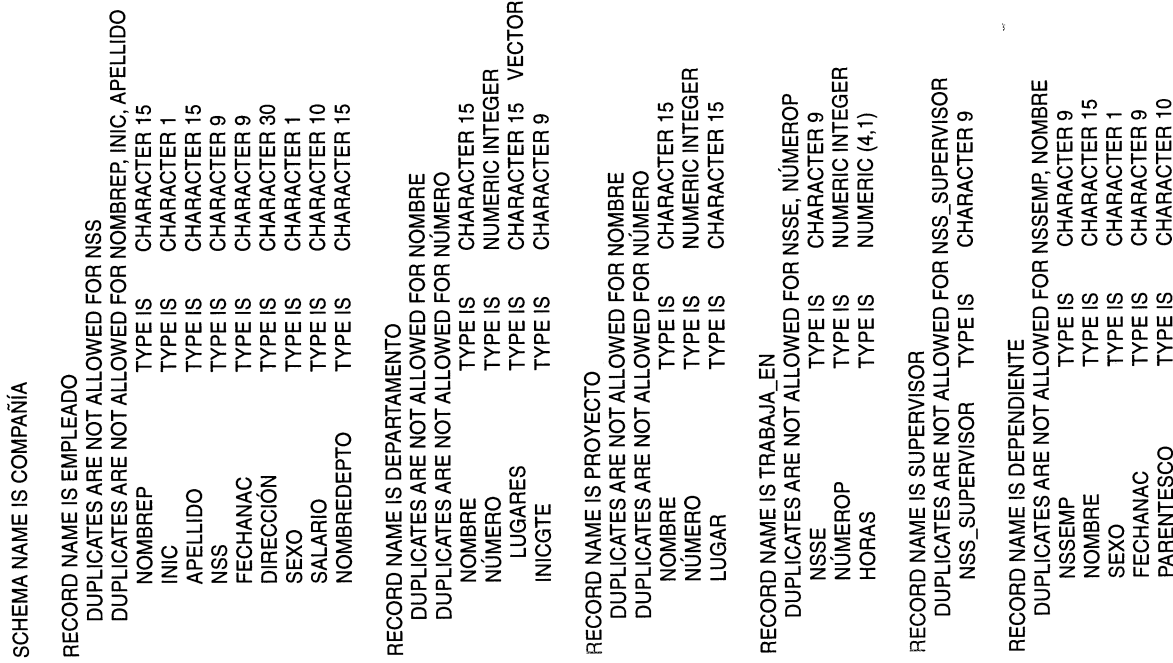 SCHEMA NAME IS COMPAÑÍA
RECORD NAME IS EMPLEADO
DUPLICATES ARE NOT ALLOWED FOR NSS
DUPLICATES ARE NOT ALLOWED FOR NOMBREP, INIC, APELLIDO
NOMBREP TYPE IS CHARACTER 15
INIC TYPE IS CHARACTER 1
APELLIDO TYPE IS CHARACTER 15
NSS TYPE IS CHARACTER 9
FECHANAC TYPE IS CHARACTER 9
DIRECCIÓN TYPE IS CHARACTER 30
SEXO TYPE IS CHARACTER 1
SALARIO TYPE IS CHARACTER 10
NOMBREDEPTO TYPE IS CHARACTER 15
RECORD NAME IS DEPARTAMENTO
DUPLICATES ARE NOT ALLOWED FOR NOMBRE
DUPLICATES ARE NOT ALLOWED FOR NÚMERO
NOMBRE TYPE IS CHARACTER 15
NÚMERO TYPE IS NUMERIC INTEGER
LUGARES TYPE IS CHARACTER 15 VECTOR
INICGTE TYPE IS CHARACTER 9
RECORD NAME IS PROYECTO
DUPLICATES ARE NOT ALLOWED FOR NOMBRE
DUPLICATES ARE NOT ALLOWED FOR NÚMERO
NOMBRE TYPE IS CHARACTER 15
NÚMERO TYPE IS NUMERIC INTEGER
LUGAR TYPE IS CHARACTER 15
RECORD NAME IS TRABAJA_EN
DUPLICATES ARE NOT ALLOWED FOR NSSE, NÚMEROP
NSSE TYPE IS CHARACTER 9
NÚMEROP TYPE IS NUMERIC INTEGER
HORAS TYPE IS NUMERIC (4,1)
RECORD NAME IS SUPERVISOR
DUPLICATES ARE NOT ALLOWED FOR NSS_SUPERVISOR
NSS_SUPERVISOR TYPE IS CHARACTER 9
RECORD NAME IS DEPENDIENTE
DUPLICATES ARE NOT ALLOWED FOR NSSEMP, NOMBRE
NSSEMP TYPE IS CHARACTER 9
NOMBRE TYPE IS CHARACTER 15
SEXO TYPE IS CHARACTER 1
FECHANAC TYPE IS CHARACTER 9
PARENTESCO TYPE IS CHARACTER 10